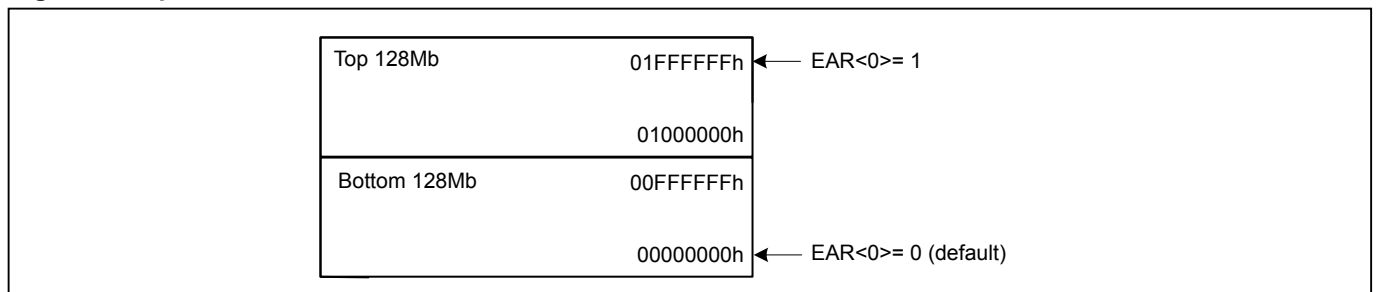 Top 128Mb 01FFFFFFh EAR<0>= 1
01000000h
Bottom 128Mb 00FFFFFFh
00000000h EAR<0>= 0 (default)